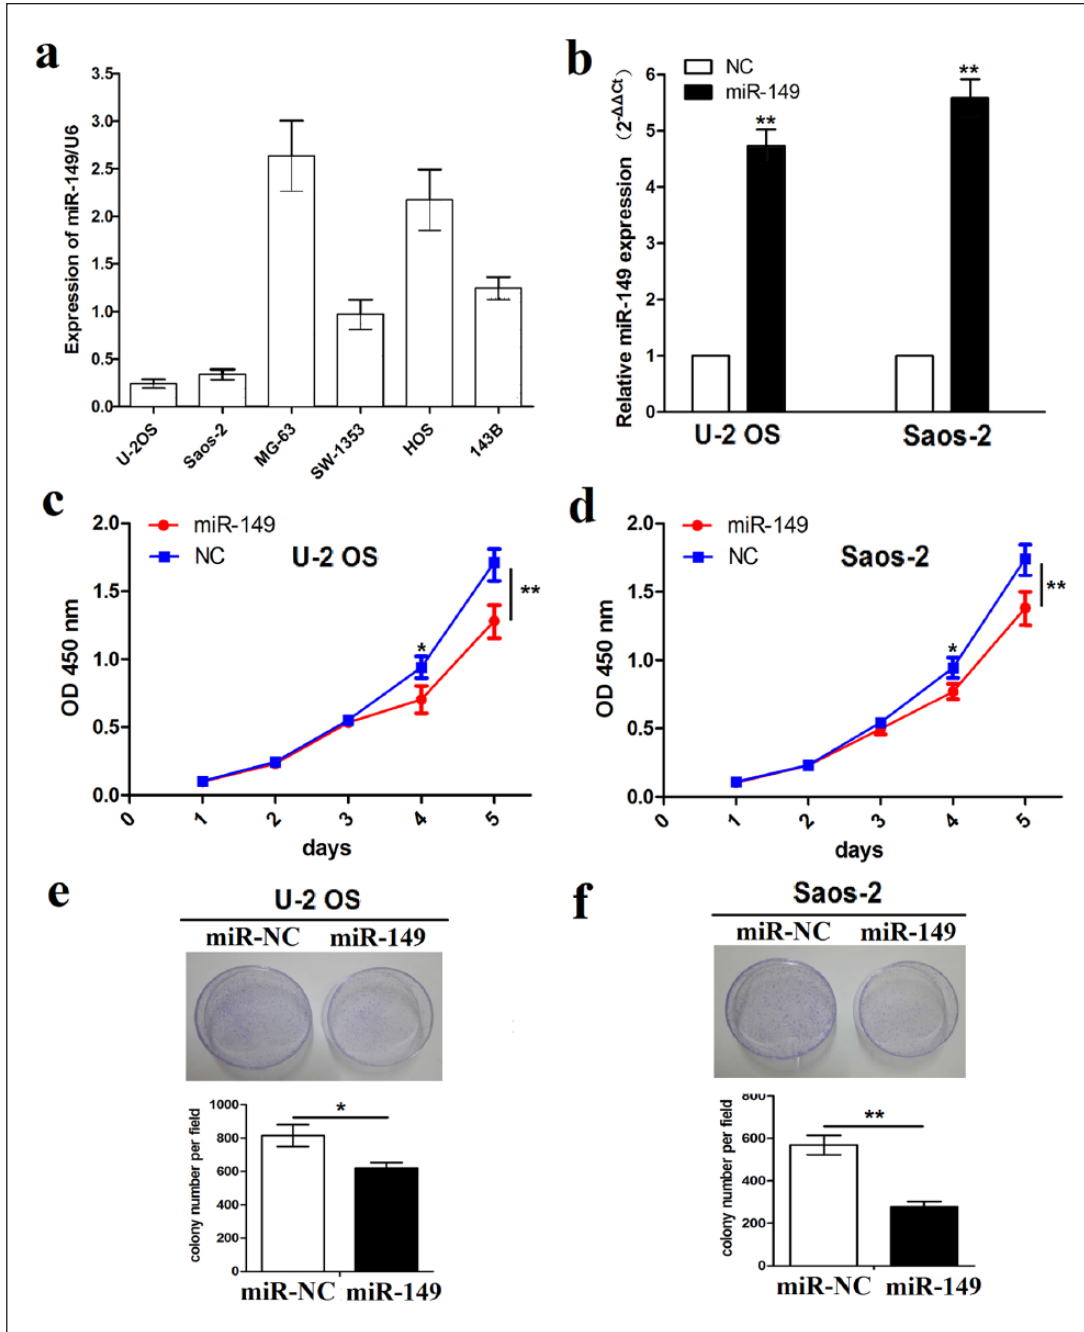 a
Expression of miR-149/U6
3.5
3.0
2.5
2.0
1.5
1.0
0.5
0.0
U-2OS
Saos-2
MG-63
SW-1353
HOS
143B
b
Relative miR-149 expression (2-ΔΔCt)
NC
miR-149
6
5
4
3
2
1
0
**
**
U-2 OS
Saos-2
c
miR-149
NC
U-2 OS
OD 450 nm
2.0
1.5
1.0
0.5
0.0
*
**
0
1
2
3
4
5
days
d
miR-149
NC
Saos-2
OD 450 nm
2.0
1.5
1.0
0.5
0.0
*
**
0
1
2
3
4
5
days
e
U-2 OS
miR-NC miR-149
colony number per field
1000
800
600
400
200
0
*
miR-NC miR-149
f
Saos-2
miR-NC miR-149
colony number per field
800
600
400
200
0
**
miR-NC miR-149